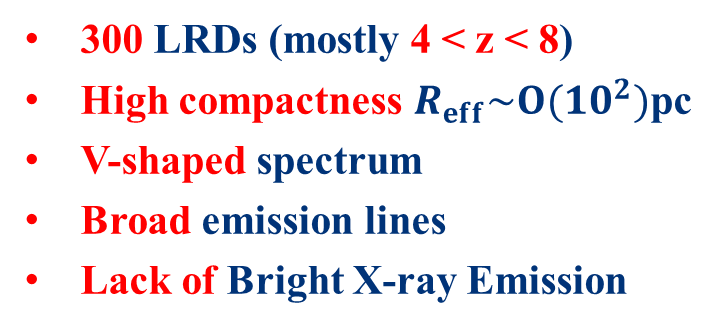 • 300 LRDs (mostly 4 < z < 8)
• High compactness R_eff~O(10²)pc
• V-shaped spectrum
• Broad emission lines
• Lack of Bright X-ray Emission